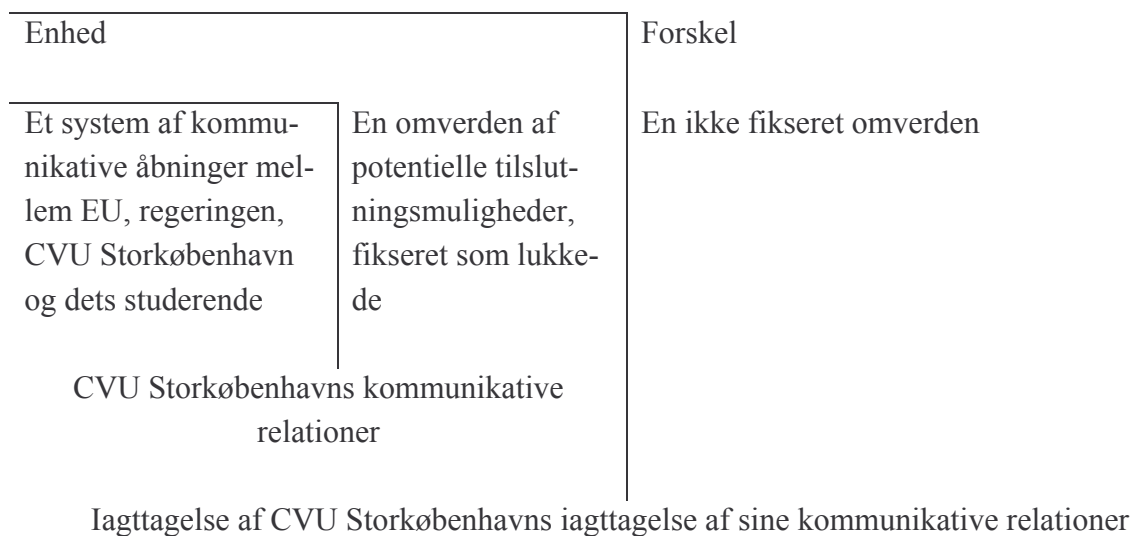 Enhed
Forskel
Et system af kommu-
nikative åbninger mel-
lem EU, regeringen,
CVU Storkøbenhavn
og dets studerende
En omverden af
potentielle tilslut-
ningsmuligheder,
fikseret som lukke-
de
En ikke fikseret omverden
CVU Storkøbenhavns kommunikative
relationer
Iagttagelse af CVU Storkøbenhavns iagttagelse af sine kommunikative relationer